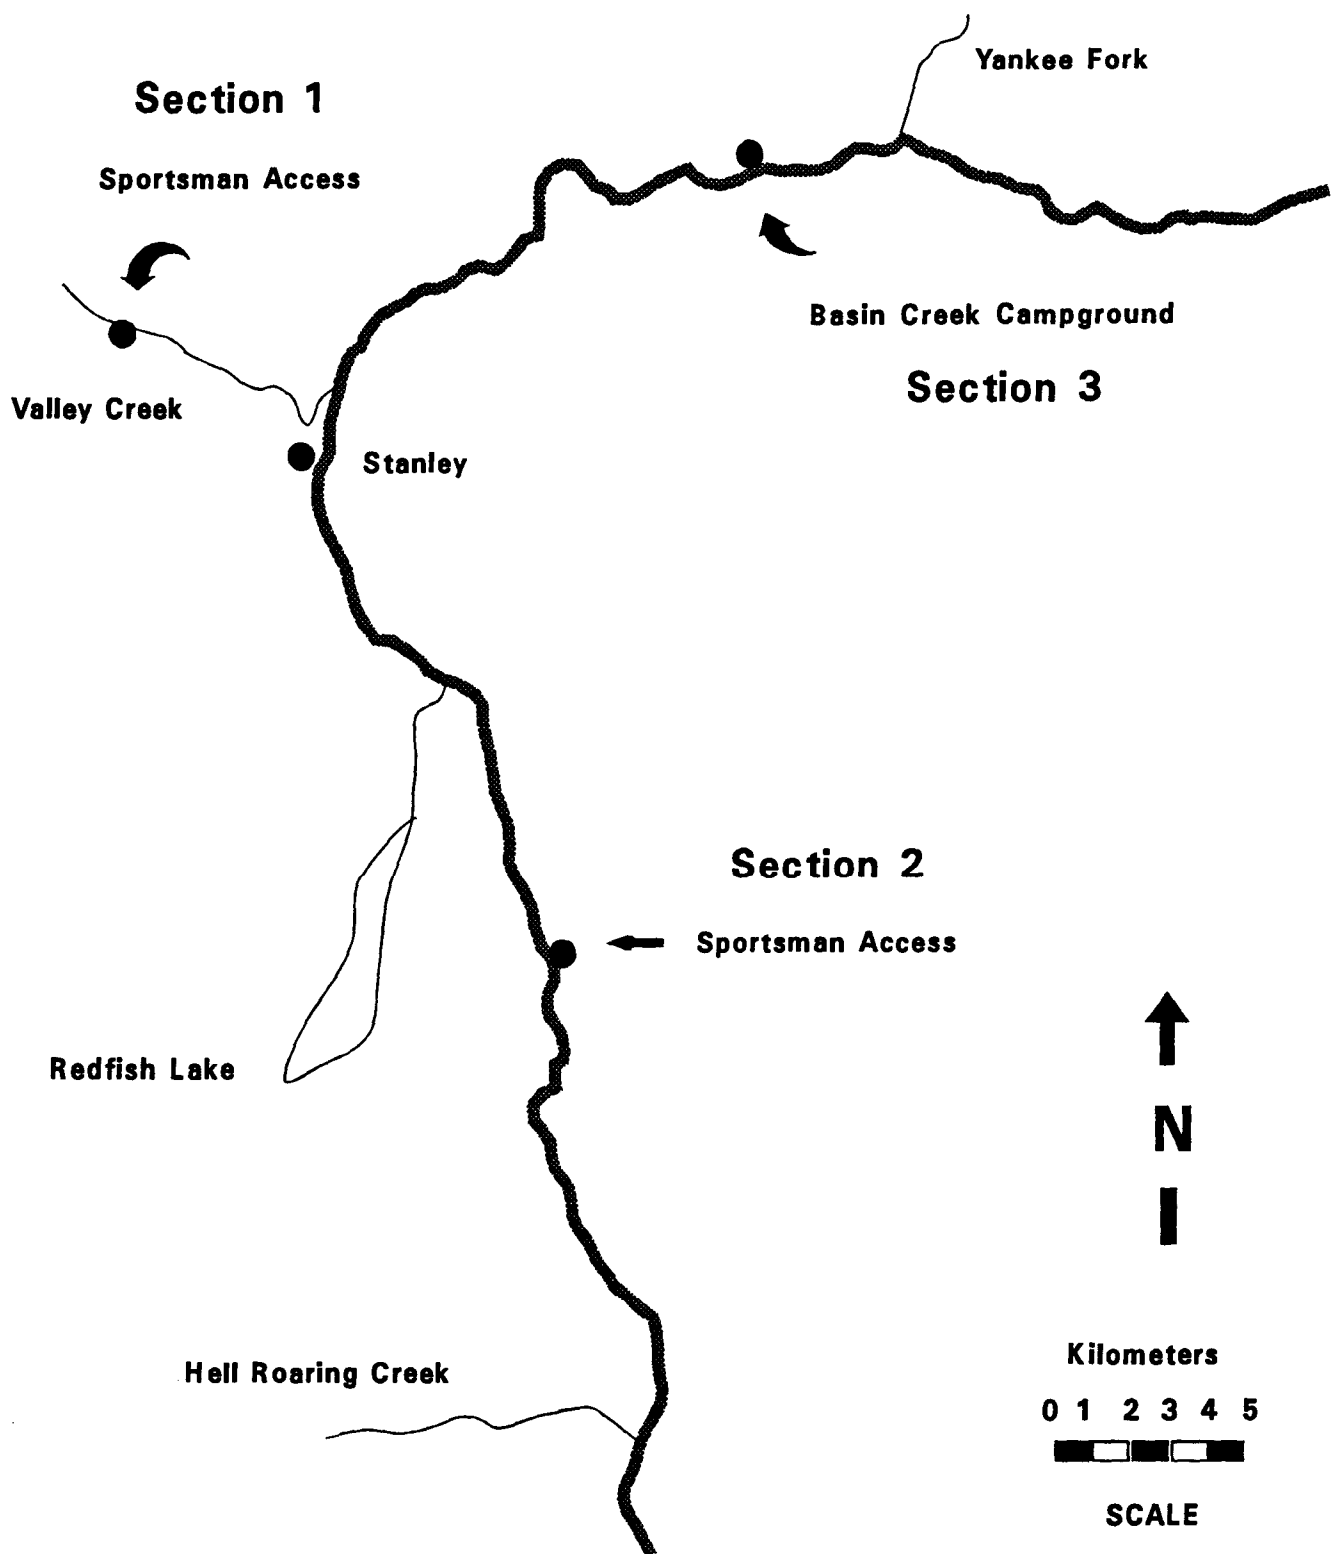 Yankee Fork
Section 1
Sportsman Access
Basin Creek Campground
Section 3
Valley Creek
Stanley
Section 2
Sportsman Access
Redfish Lake
N
Hell Roaring Creek
Kilometers
0 1 2 3 4 5
SCALE